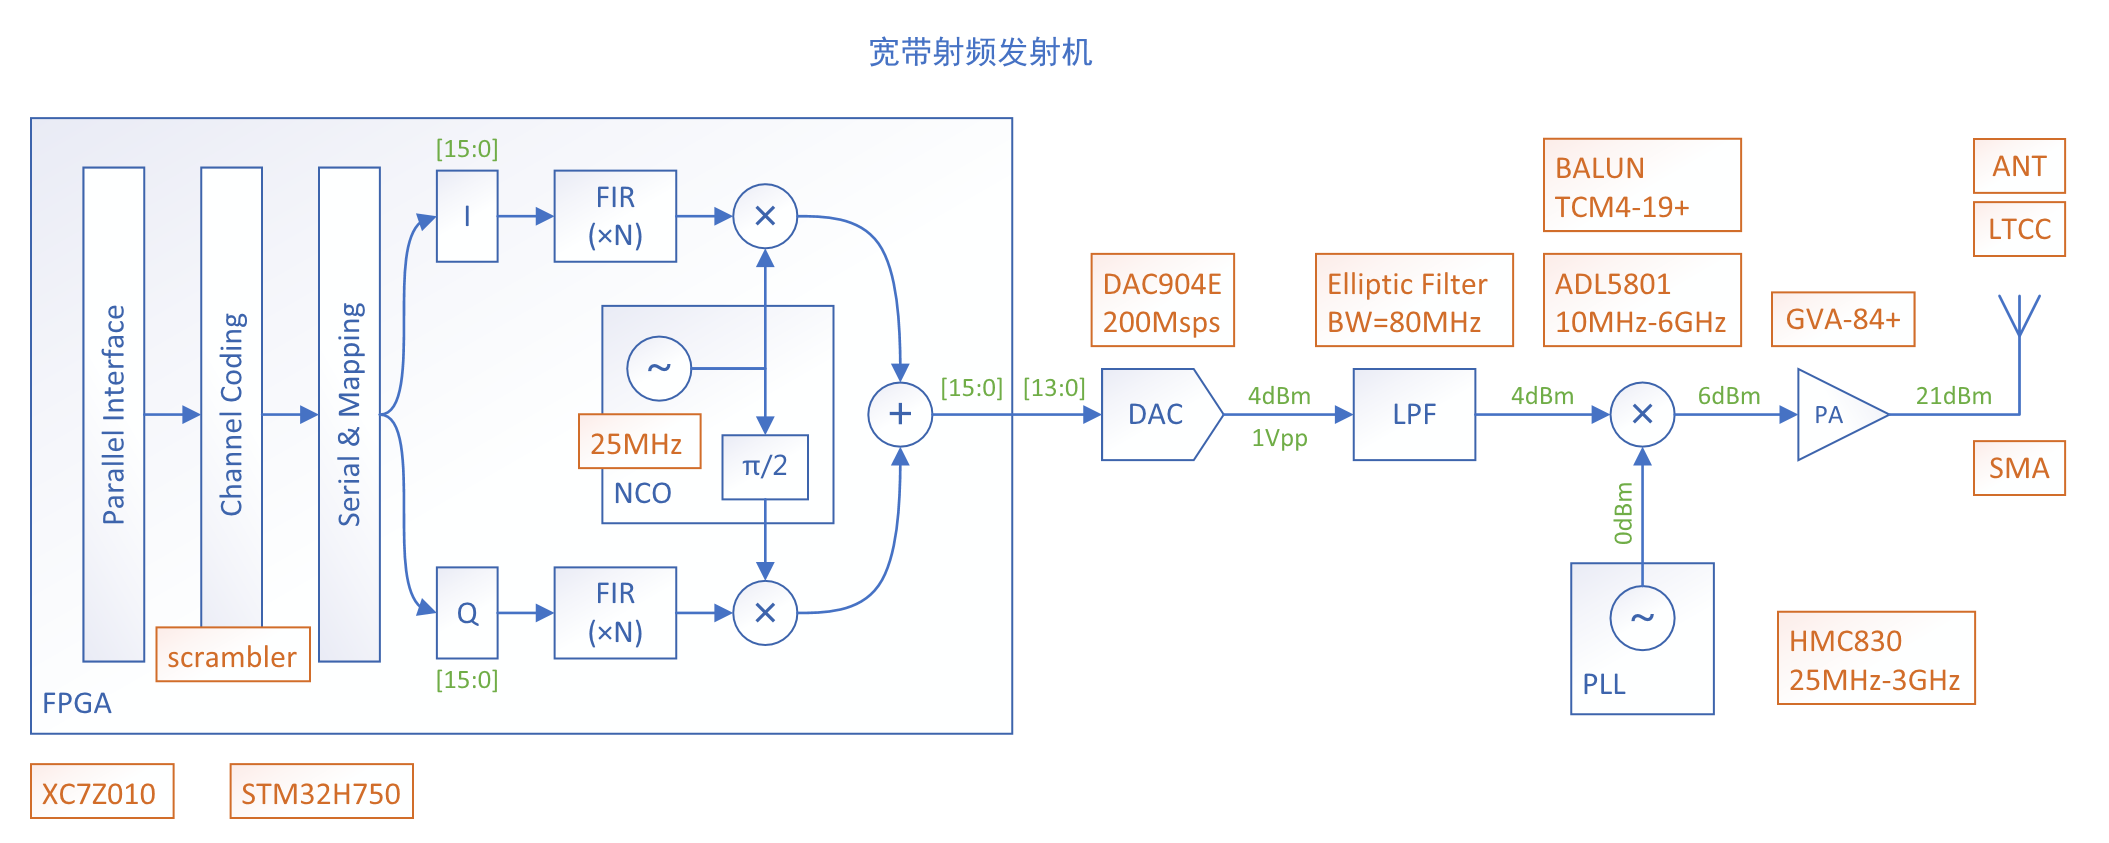 宽带射频发射机
Parallel Interface
Channel Coding
scrambler
Serial & Mapping
[15:0]
I
FIR
(×N)
×
~
25MHz
NCO
π/2
Q
[15:0]
FIR
(×N)
×
+
FPGA
XC7Z010
STM32H750
[15:0]
[13:0]
DAC904E
200Msps
DAC
4dBm
1Vpp
Elliptic Filter
BW=80MHz
LPF
4dBm
BALUN
TCM4-19+
ADL5801
10MHz-6GHz
×
0dBm
~
PLL
HMC830
25MHz-3GHz
6dBm
GVA-84+
PA
21dBm
ANT
LTCC
SMA